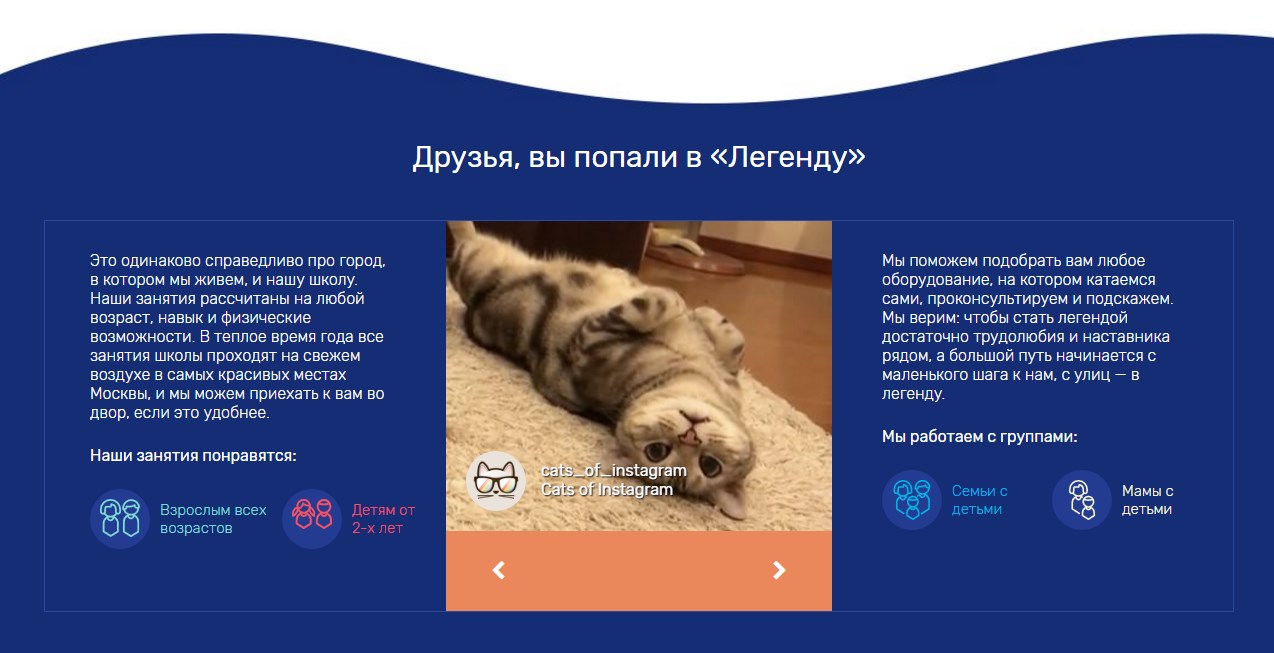 Друзья, вы попали в «Легенду»
Это одинаково справедливо про город,
в котором мы живем, и нашу школу.
Наши занятия рассчитаны на любой
возраст, навык и физические
возможности. В теплое время года все
занятия школы проходят на свежем
воздухе в самых красивых местах
Москвы, и мы можем приехать к вам во
двор, если это удобнее.
Наши занятия понравятся:
Взрослым всех
возрастов
Детям от
2-х лет
cats_of_instagram
Cats of Instagram
Мы поможем подобрать вам любое
оборудование, на котором катаемся
сами, проконсультируем и подскажем.
Мы верим: чтобы стать легендой
достаточно трудолюбия и наставника
рядом, а большой путь начинается с
маленького шага к нам, с улиц — в
легенду.
Мы работаем с группами:
Семьи с
детьми
Мамы с
детьми